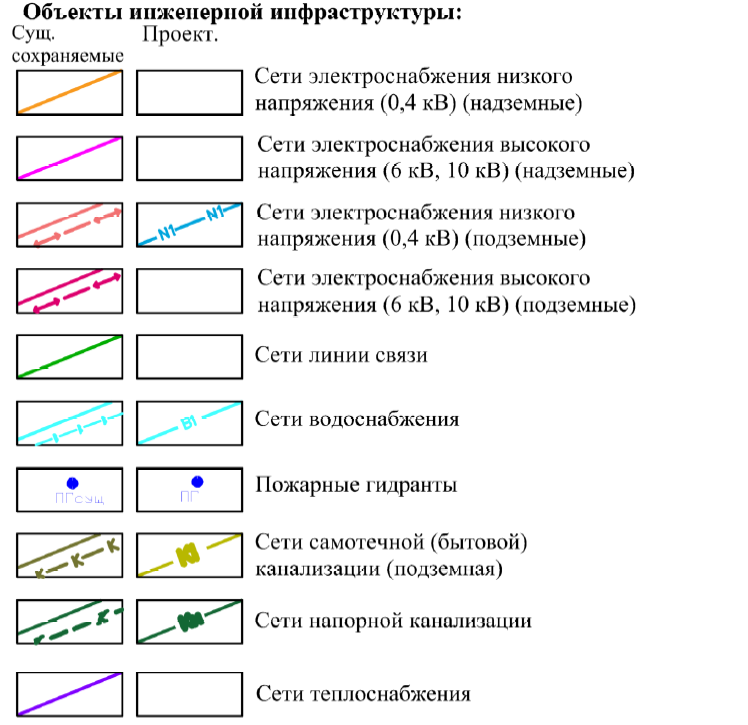 Объекты инженерной инфраструктуры:
Сущ. Проект.
сохраняемые
Сети электроснабжения низкого
напряжения (0,4 кВ) (надземные)
Сети электроснабжения высокого
напряжения (6 кВ, 10 кВ) (надземные)
N1 N1
Сети электроснабжения низкого
напряжения (0,4 кВ) (подземные)
Сети электроснабжения высокого
напряжения (6 кВ, 10 кВ) (подземные)
Сети линии связи
В1
Сети водоснабжения
ПГсущ ПГ
Пожарные гидранты
К К К
Сети самотечной (бытовой)
канализации (подземная)
К
Сети напорной канализации
Сети теплоснабжения